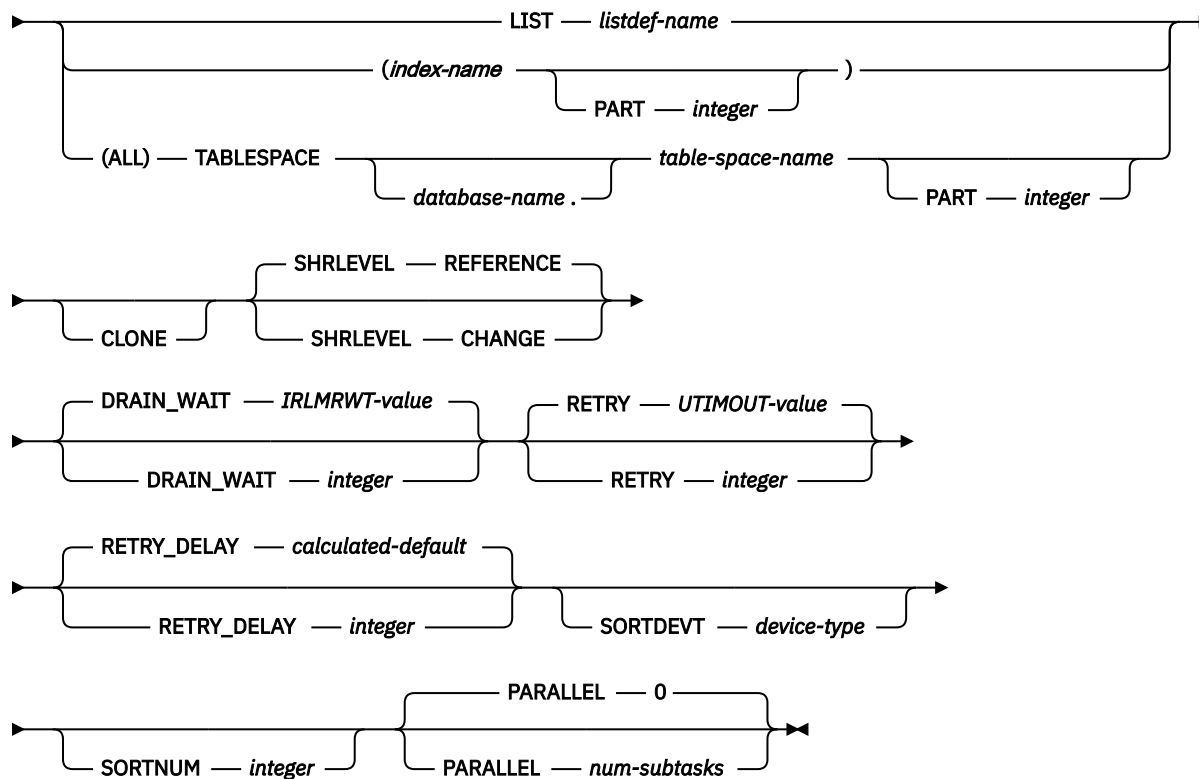 LIST listdef-name
(index-name )
PART integer
(ALL) TABLESPACE table-space-name
database-name . PART integer
SHRLEVEL REFERENCE
CLONE SHRLEVEL CHANGE
DRAIN_WAIT IRLMRWT-value RETRY UTIMOUT-value
DRAIN_WAIT integer RETRY integer
RETRY_DELAY calculated-default
RETRY_DELAY integer SORTDEVT device-type
PARALLEL 0
SORTNUM integer PARALLEL num-subtasks